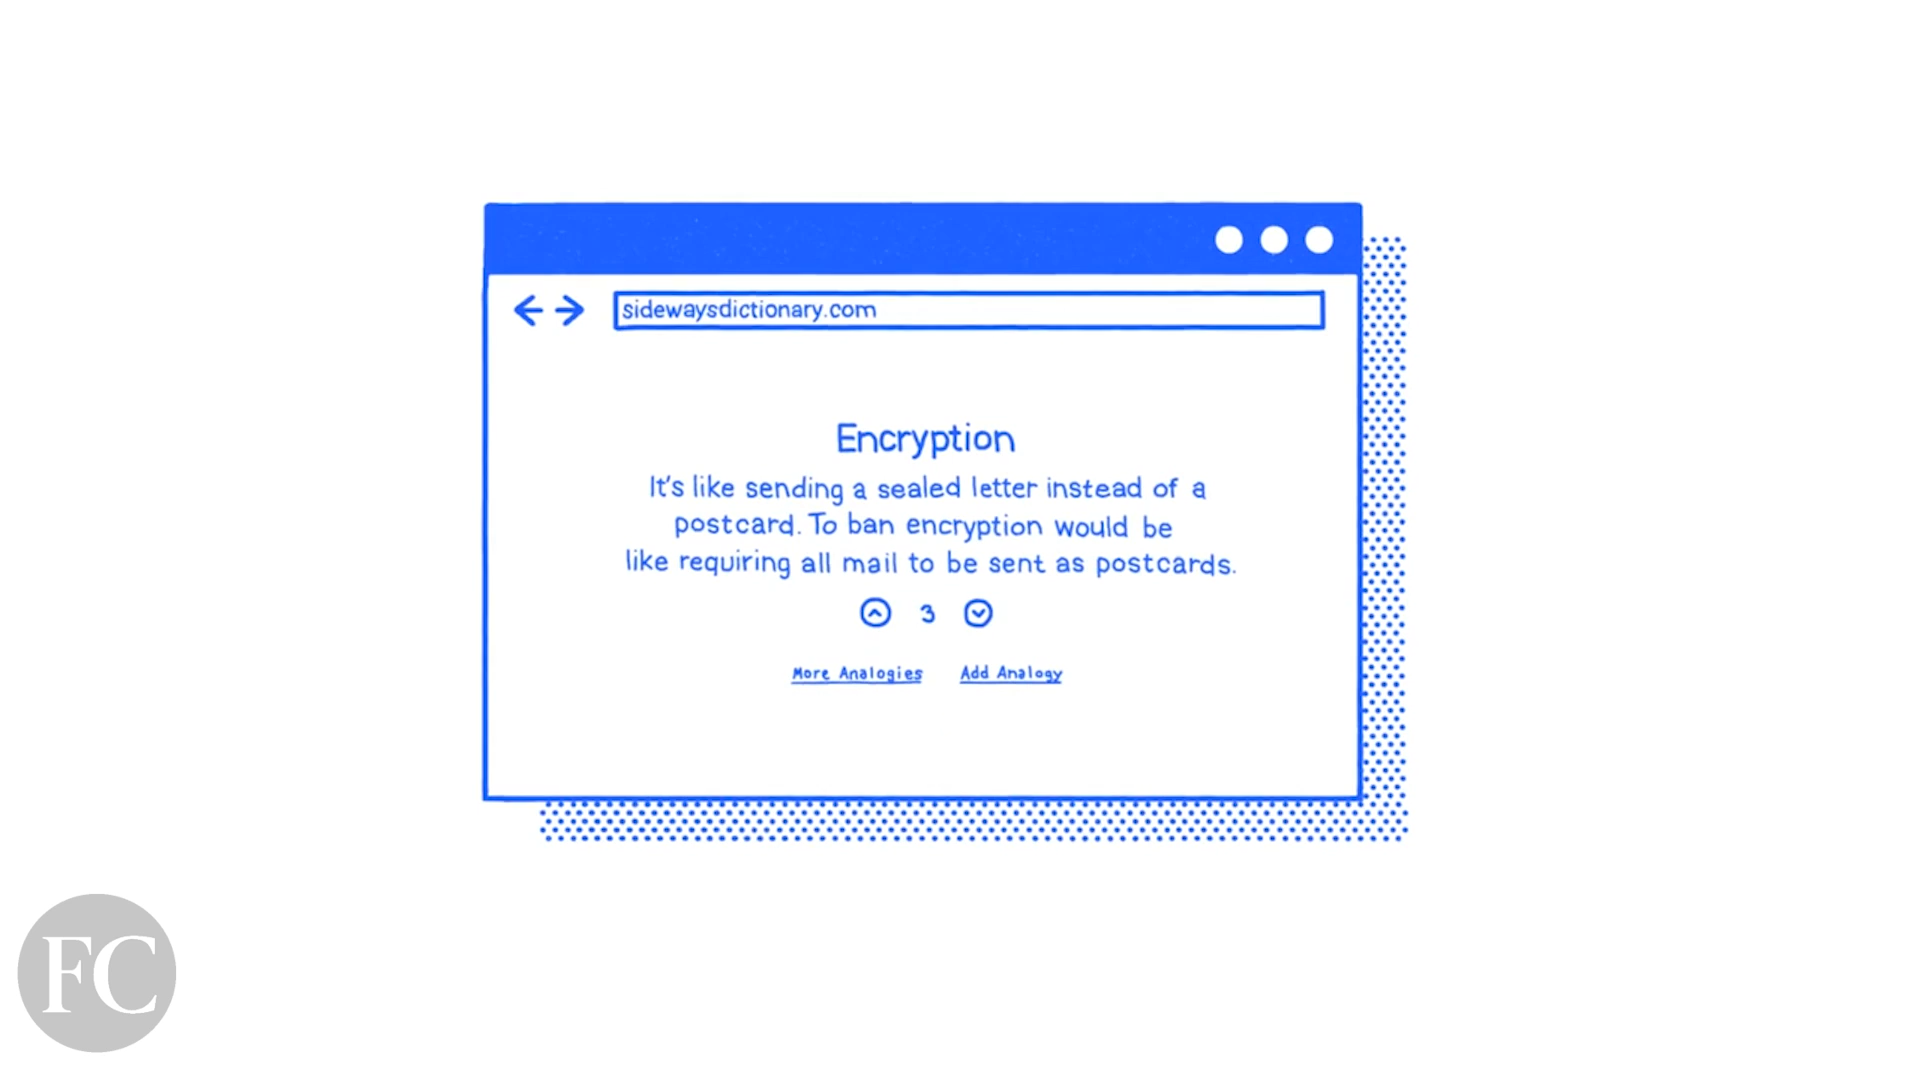 sidewaysdictionary.com
Encryption
It's like sending a sealed letter instead of a
postcard. To ban encryption would be
like requiring all mail to be sent as postcards.
3
More Analogies Add Analogy
FC